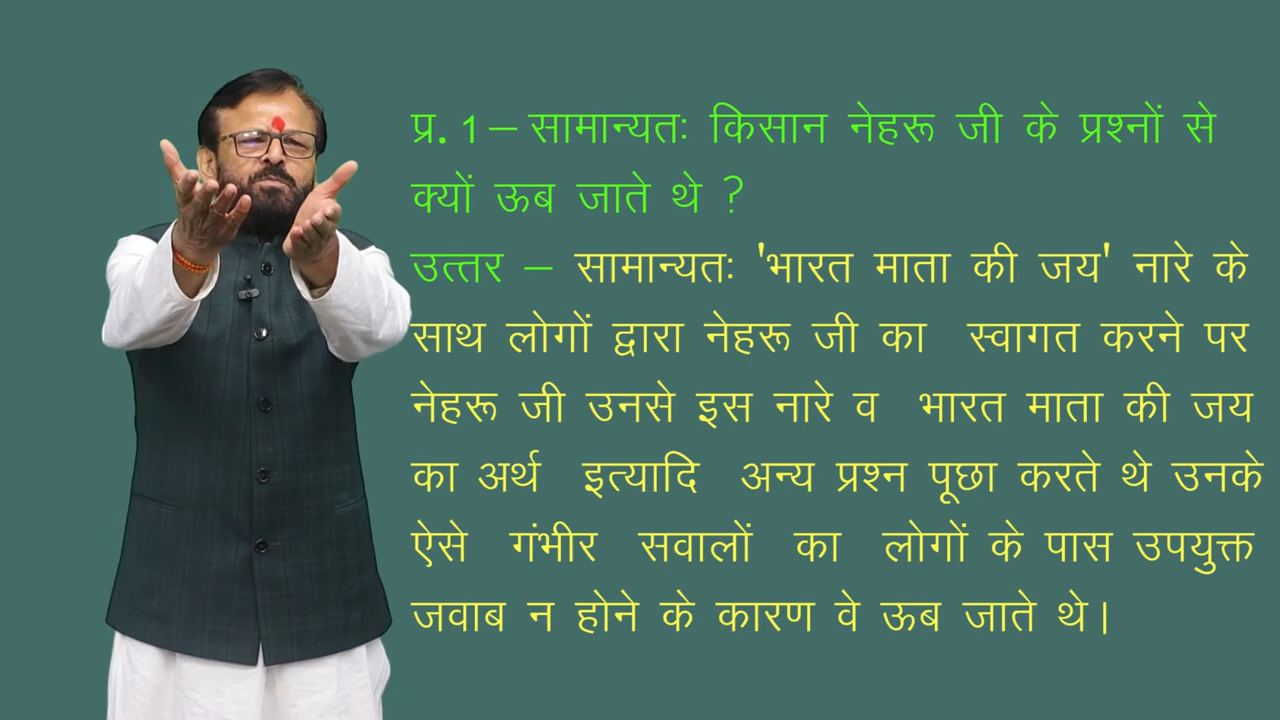 प्र. 1 – सामान्यतः किसान नेहरू जी के प्रश्नों से
क्यों ऊब जाते थे ?
उत्तर – सामान्यतः 'भारत माता की जय' नारे के
साथ लोगों द्वारा नेहरू जी का स्वागत करने पर
नेहरू जी उनसे इस नारे व भारत माता की जय
का अर्थ इत्यादि अन्य प्रश्न पूछा करते थे उनके
ऐसे गंभीर सवालों का लोगों के पास उपयुक्त
जवाब न होने के कारण वे ऊब जाते थे।